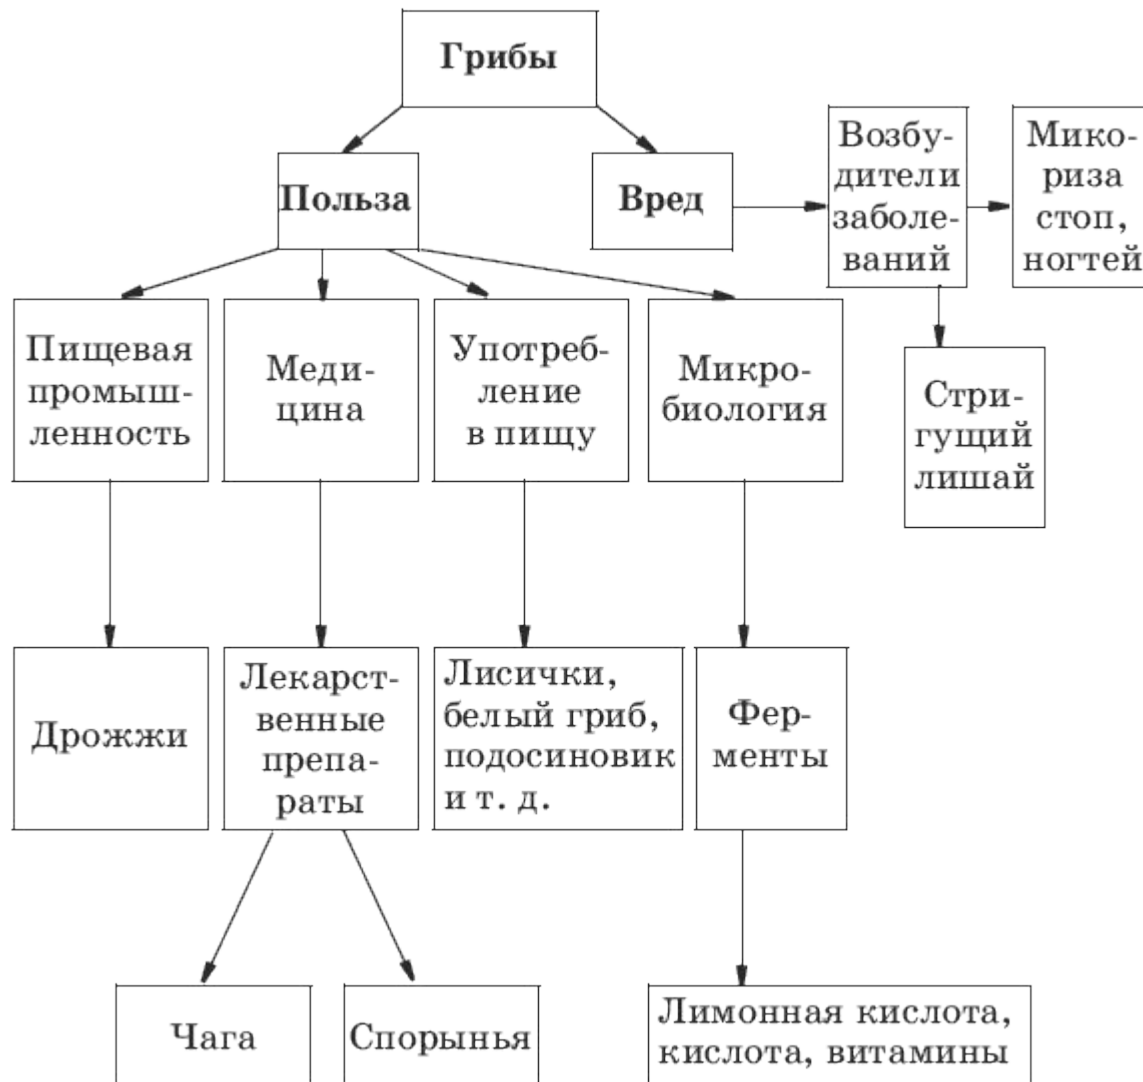 Грибы
Польза
Вред
Возбу-
дители
заболе-
ваний
Мико-
риза
стоп,
ногтей
Стри-
гущий
лишай
Пищевая
промыш-
ленность
Меди-
цина
Употреб-
ление
в пищу
Микро-
биология
Дрожжи
Лекарст-
венные
препа-
раты
Лисички,
белый гриб,
подосиновик
и т. д.
Фер-
менты
Чага
Спорынья
Лимонная кислота,
кислота, витамины